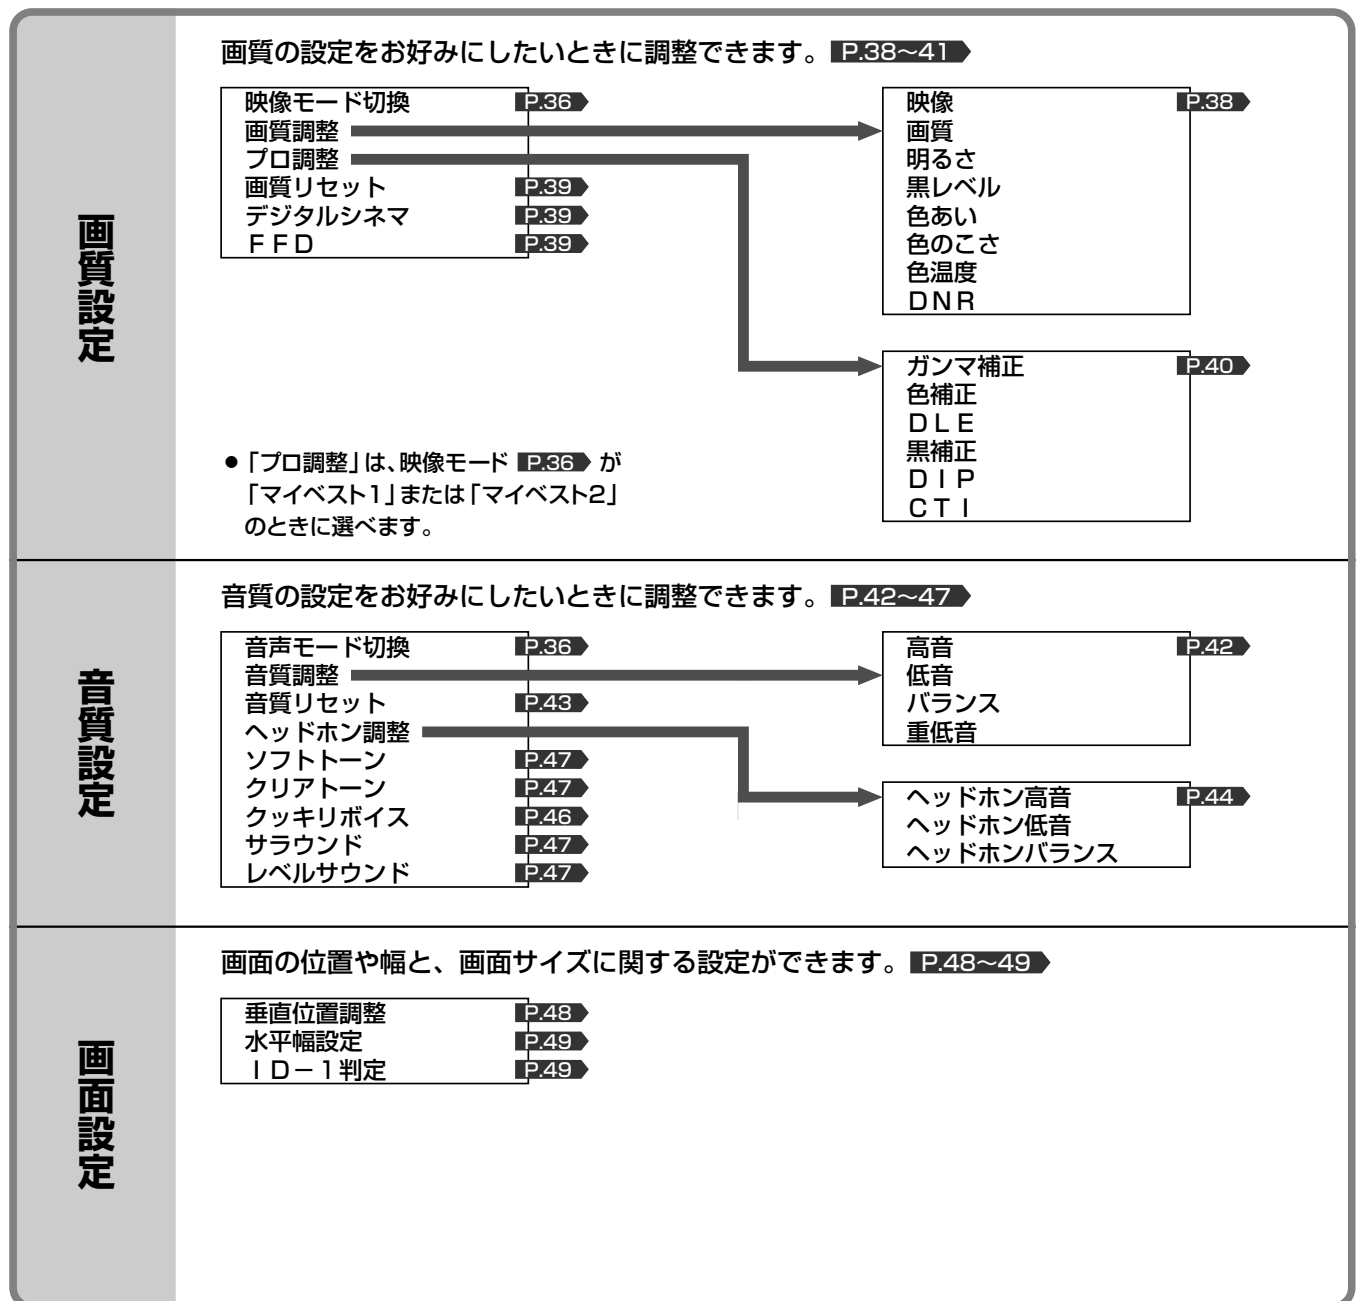 画質設定
画質の設定をお好みにしたいときに調整できます。 P.38～41
映像モード切換 P.36
画質調整
プロ調整
画質リセット P.39
デジタルシネマ P.39
ＦＦＤ P.39
映像 P.38
画質
明るさ
黒レベル
色あい
色のこさ
色温度
ＤＮＲ
ガンマ補正 P.40
色補正
ＤＬＥ
黒補正
ＤＩＰ
ＣＴＩ
●「プロ調整」は、映像モード P.36 が
「マイベスト1」または「マイベスト2」
のときに選べます。
音質設定
音質の設定をお好みにしたいときに調整できます。 P.42～47
音声モード切換 P.36
音質調整
音質リセット P.43
ヘッドホン調整
ソフトトーン P.47
クリアトーン P.47
クッキリボイス P.46
サラウンド P.47
レベルサウンド P.47
高音 P.42
低音
バランス
重低音
ヘッドホン高音 P.44
ヘッドホン低音
ヘッドホンバランス
画面設定
画面の位置や幅と、画面サイズに関する設定ができます。 P.48～49
垂直位置調整 P.48
水平幅設定 P.49
ＩＤ－１判定 P.49